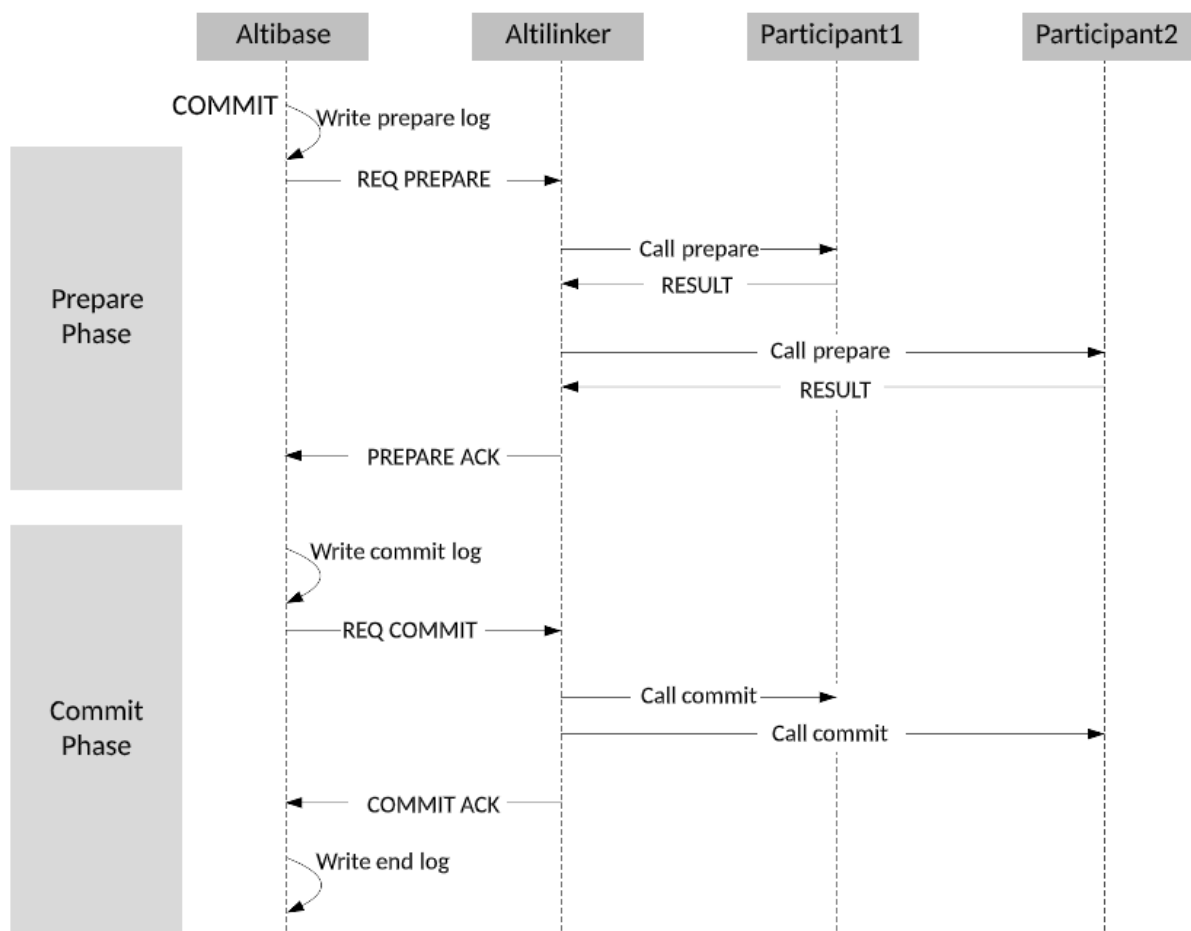 Altibase
Altilinker
Participant1
Participant2
COMMIT
Write prepare log
REQ PREPARE
Call prepare
RESULT
Prepare
Phase
Call prepare
RESULT
PREPARE ACK
Write commit log
REQ COMMIT
Call commit
Commit
Phase
Call commit
COMMIT ACK
Write end log